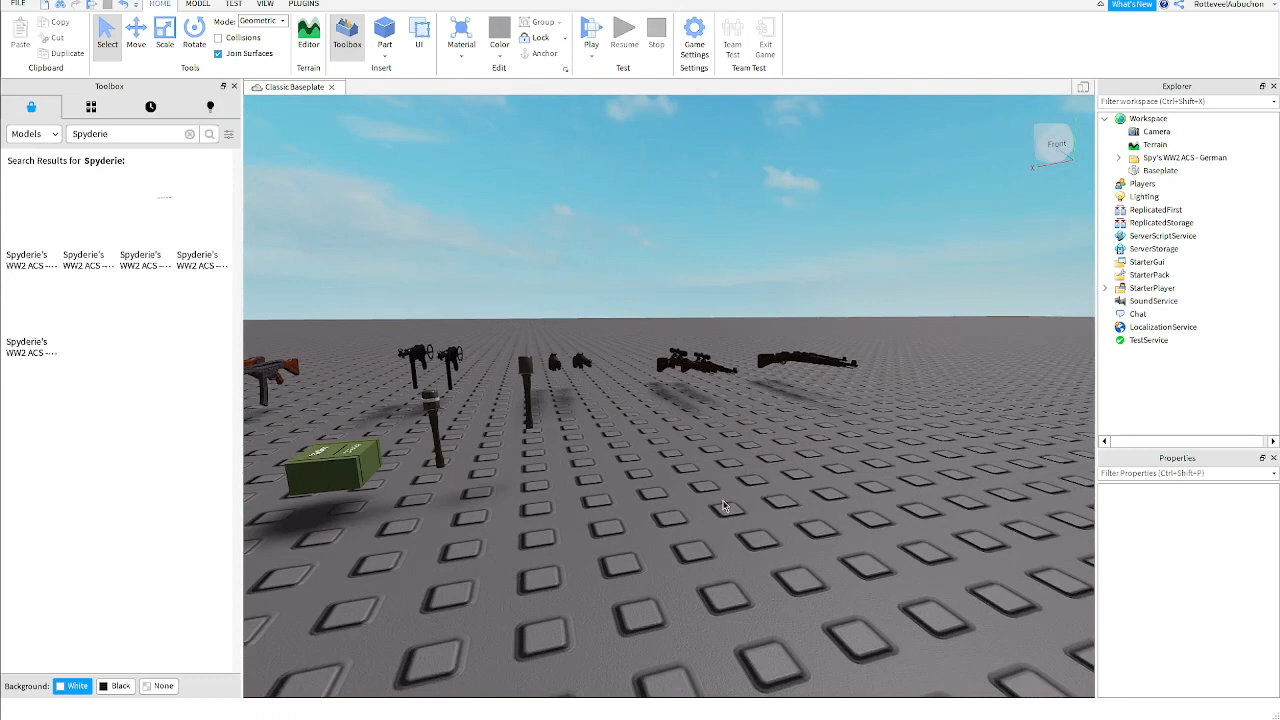 FILE HOME MODEL TEST VIEW PLUGINS What's New RotteveelAubuchon
Copy
Paste Cut
Duplicate
Clipboard
Select Move Scale Rotate
Mode: Geometric
Collisions
Join Surfaces
Tools
Editor
Terrain
Toolbox Part UI
Insert
Material Color
Group
Lock
Anchor
Edit
Play Resume Stop
Test
Game
Settings
Settings
Team
Test
Exit
Game
Team Test
Toolbox
Models Spyderie
Search Results for Spyderie:
Spyderie's Spyderie's Spyderie's Spyderie's
WW2 ACS -··· WW2 ACS -··· WW2 ACS -··· WW2 ACS -···
Spyderie's
WW2 ACS -···
Background: White Black None
Classic Baseplate
Front
X
Explorer
Filter workspace (Ctrl+Shift+X)
Workspace
Camera
Terrain
Spy's WW2 ACS - German
Baseplate
Players
Lighting
ReplicatedFirst
ReplicatedStorage
ServerScriptService
ServerStorage
StarterGui
StarterPack
StarterPlayer
SoundService
Chat
LocalizationService
TestService
Properties
Filter Properties (Ctrl+Shift+P)